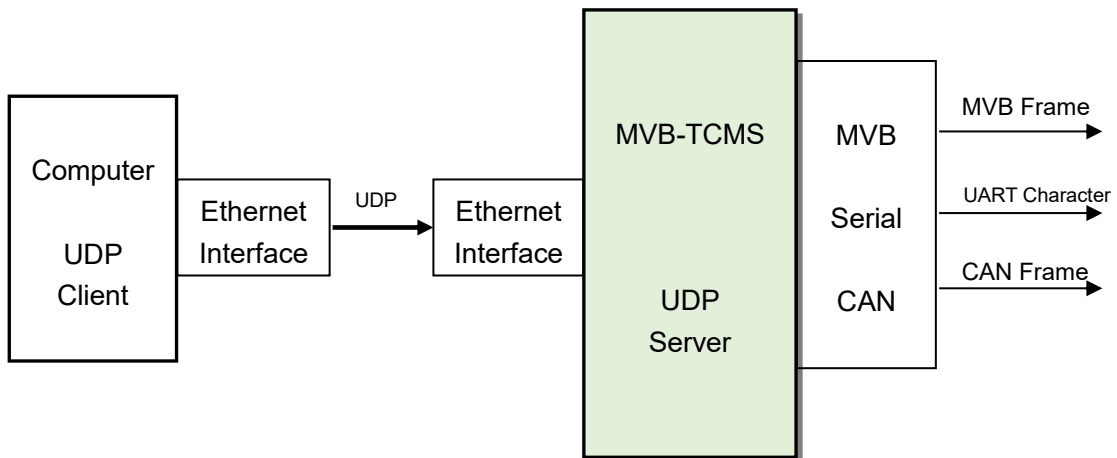 Computer
UDP
Client
Ethernet
Interface
UDP
Ethernet
Interface
MVB-TCMS
UDP
Server
MVB
Serial
CAN
MVB Frame
UART Character
CAN Frame